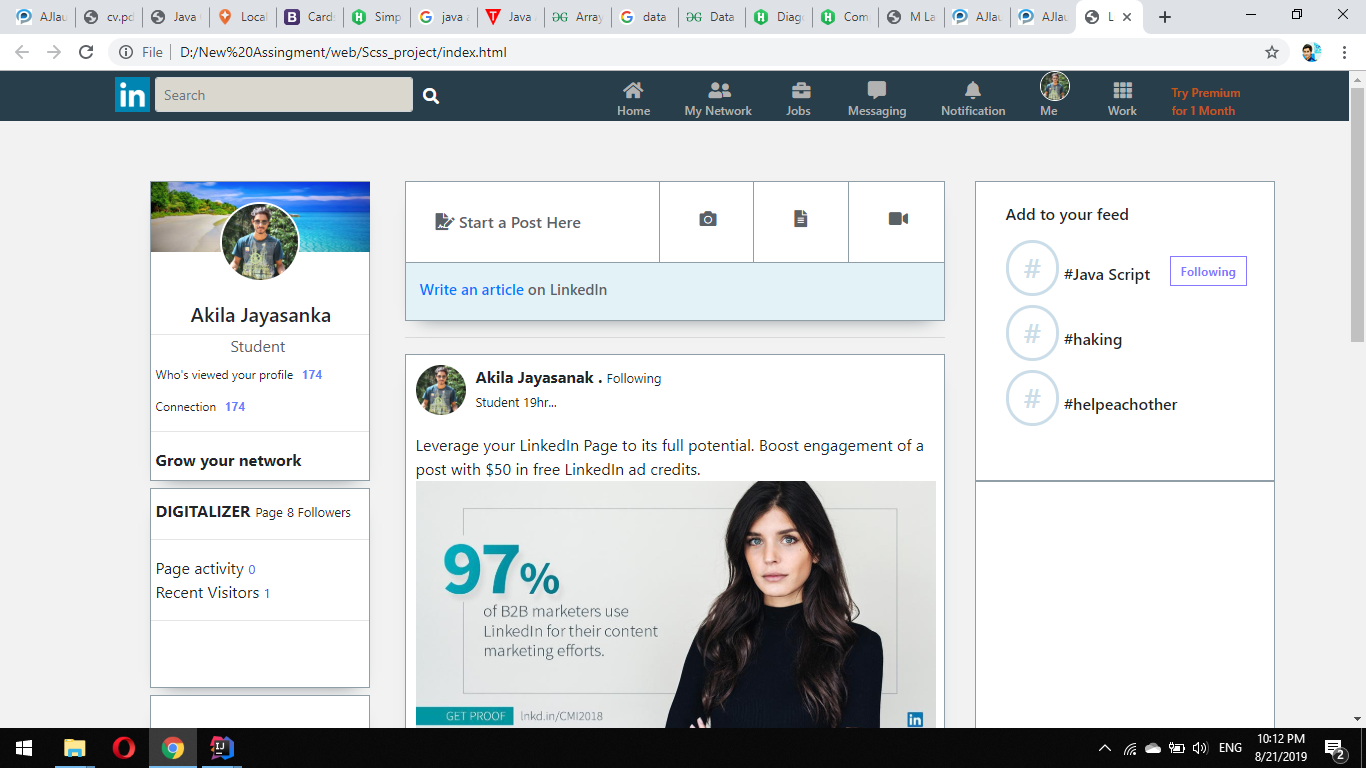 AJlau
cv.pd
Java
Local
Card
Simp
java a
Java
Array
data
Data
Diag
Com
M La
AJlau
AJlau
L
File
D:/New%20Assingment/web/Scss_project/index.html
in
Search
Home
My Network
Jobs
Messaging
Notification
Me
Work
Try Premium
for 1 Month
Akila Jayasanka
Student
Who's viewed your profile 174
Connection 174
Grow your network
DIGITALIZER Page 8 Followers
Page activity 0
Recent Visitors 1
Start a Post Here
Write an article on LinkedIn
Akila Jayasanak . Following
Student 19hr...
Leverage your LinkedIn Page to its full potential. Boost engagement of a
post with $50 in free LinkedIn ad credits.
97%
of B2B marketers use
LinkedIn for their content
marketing efforts.
GET PROOF lnkd.in/CMI2018
in
Add to your feed
# #Java Script Following
# #haking
# #helpeachother
ENG
10:12 PM
8/21/2019
2